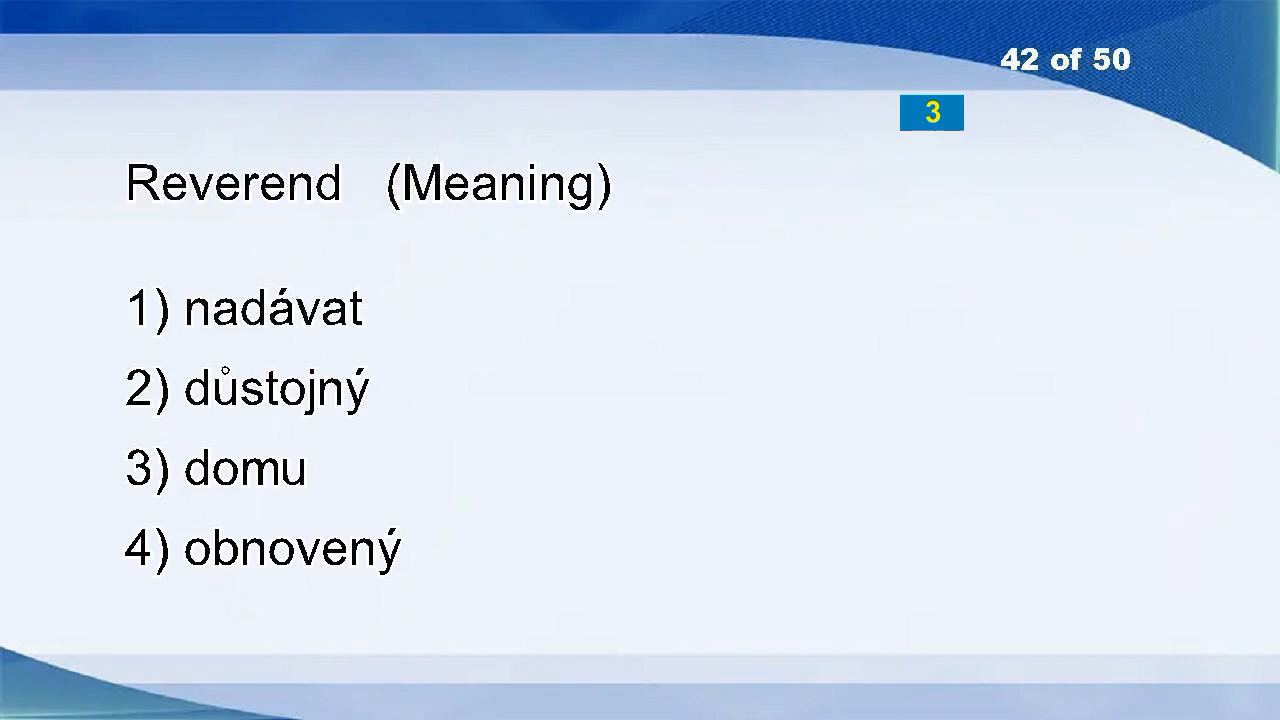 42 of 50
3
Reverend (Meaning)
1) nadávat
2) důstojný
3) domu
4) obnovený